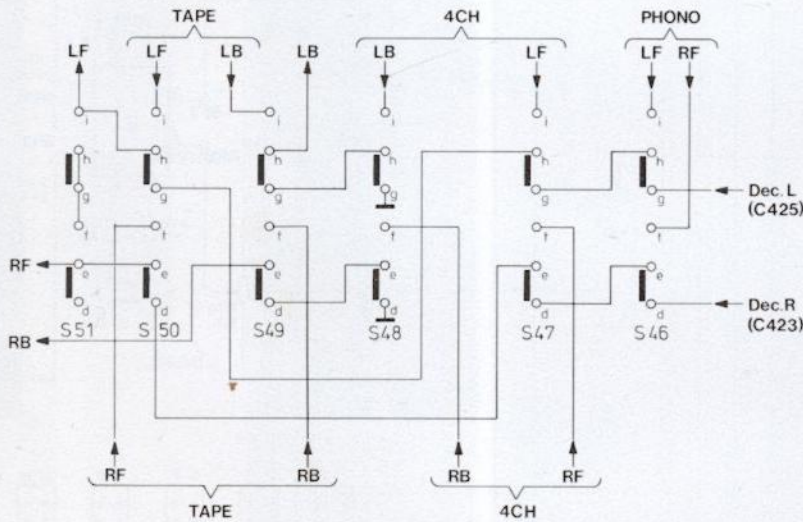 TAPE 4CH PHONO
LF LF LB LB LB LF LF RF
i i i i i i
h h h h h h
g g g g g g
Dec. L
(C425)
f f f f f f
RF e e e e e e
d d d d d d
Dec. R
(C423)
S51 S50 S49 S48 S47 S46
RB
RF RB RB RF
TAPE 4CH